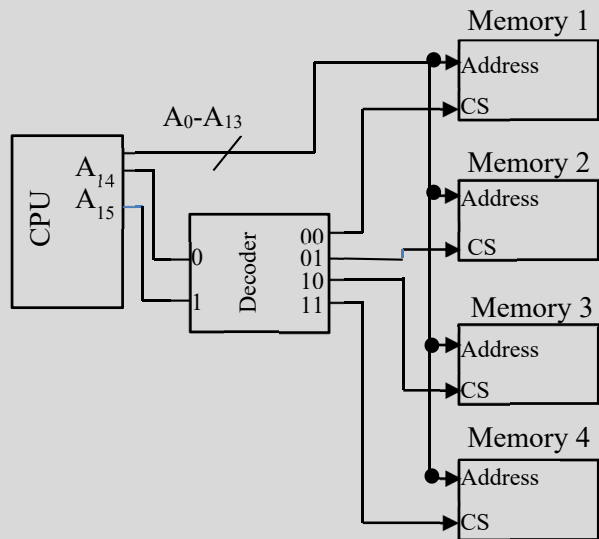 Memory 1
Address
CS
A₀-A₁₃
CPU
A₁₄
A₁₅
Memory 2
Address
CS
Decoder
0
1
00
01
10
11
Memory 3
Address
CS
Memory 4
Address
CS